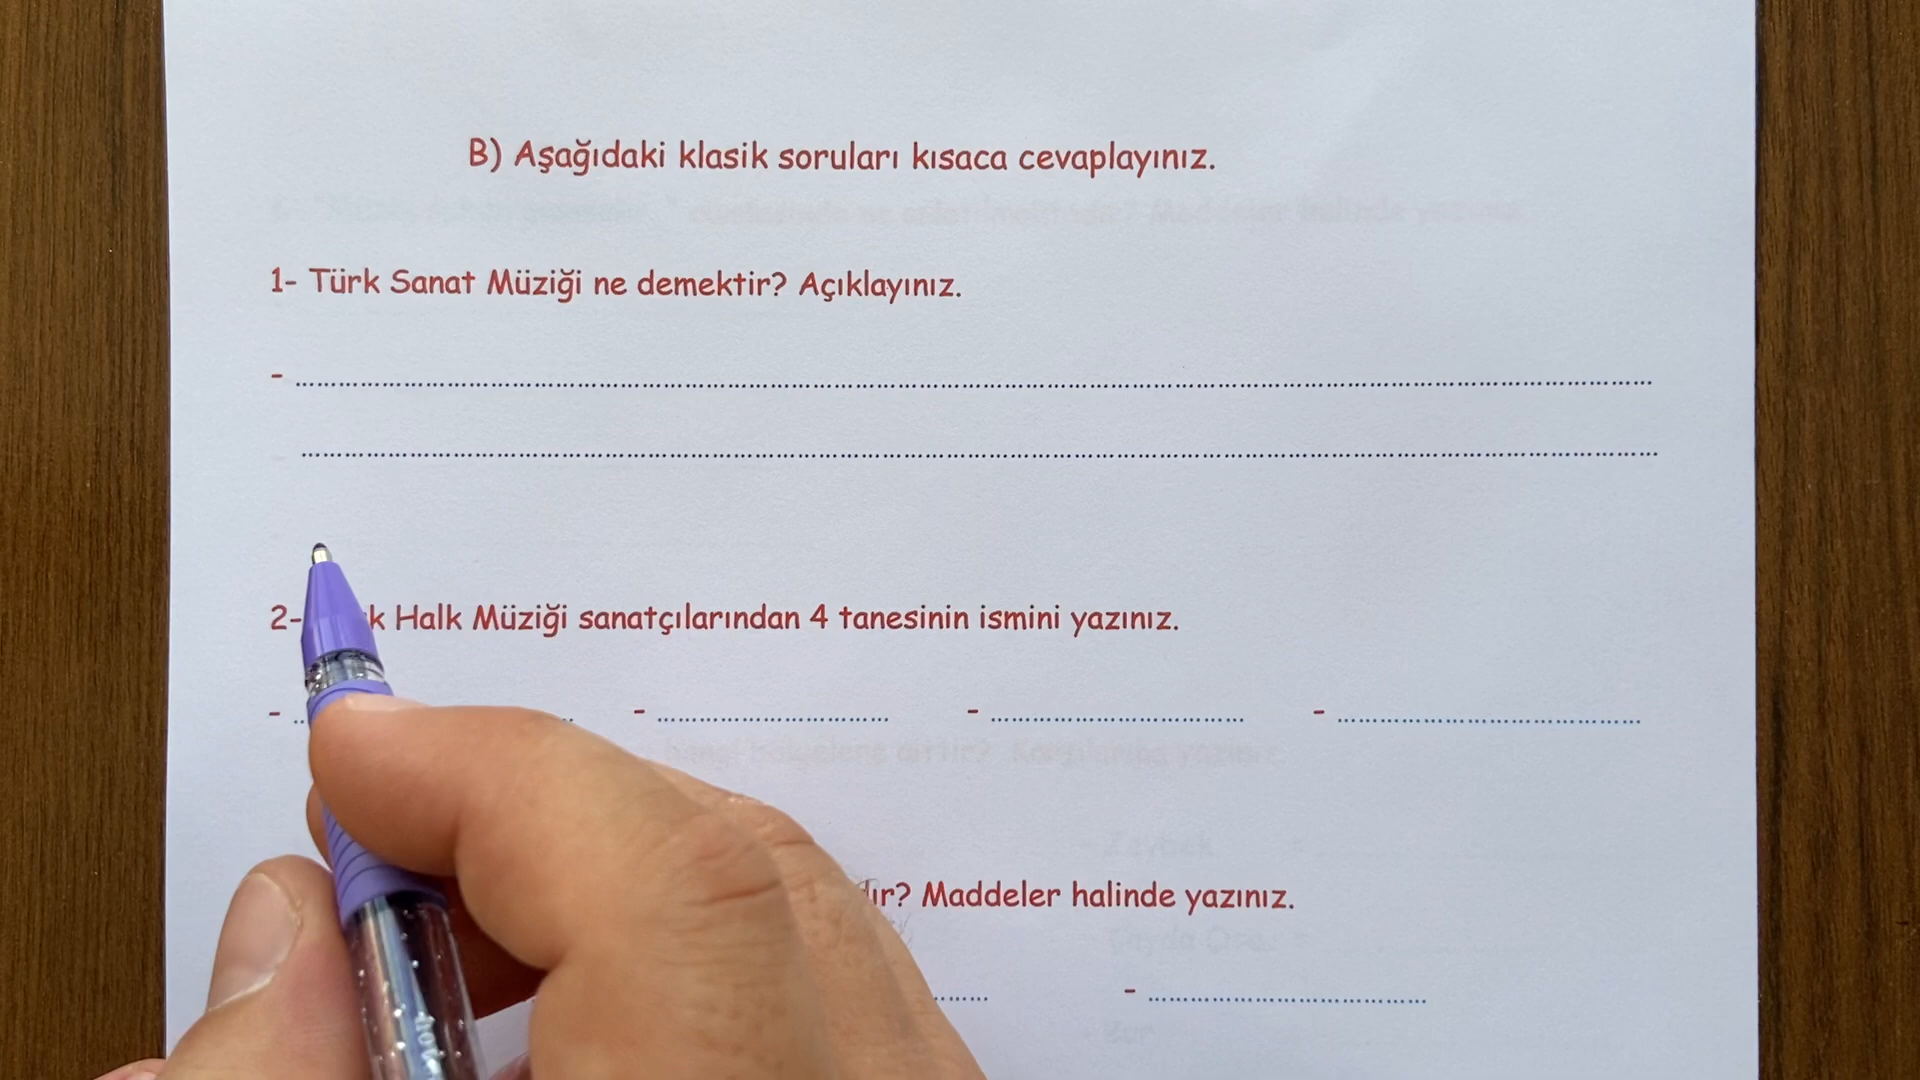 B) Aşağıdaki klasik soruları kısaca cevaplayınız.
1- Türk Sanat Müziği ne demektir? Açıklayınız.
-
2- Halk Müziği sanatçılarından 4 tanesinin ismini yazınız.
- - - -
Maddeler halinde yazınız.
-